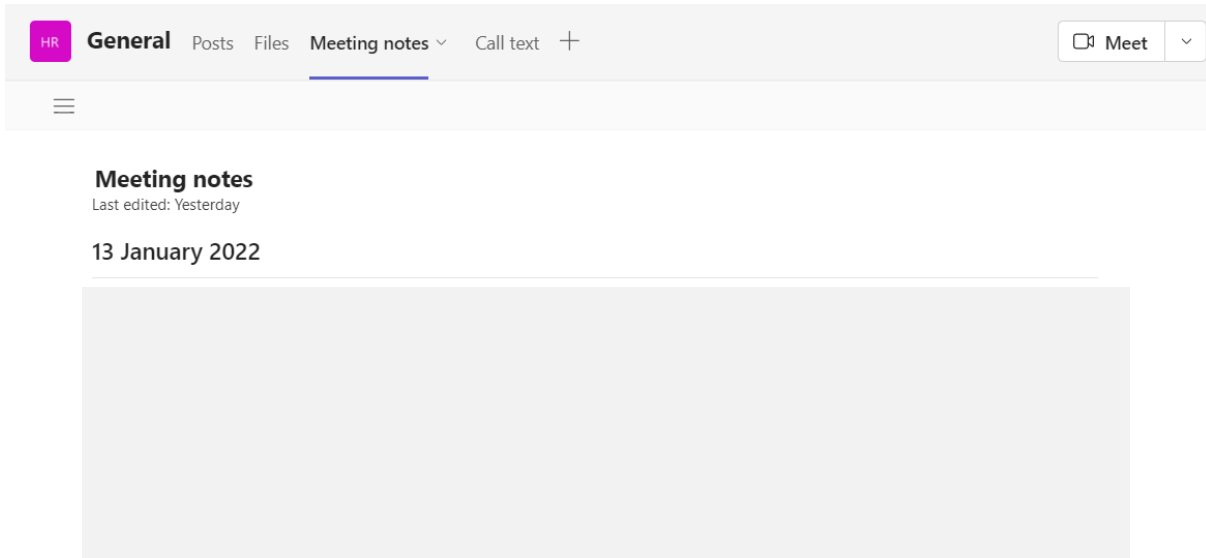 HR General Posts Files Meeting notes Call text Meet
Meeting notes
Last edited: Yesterday
13 January 2022